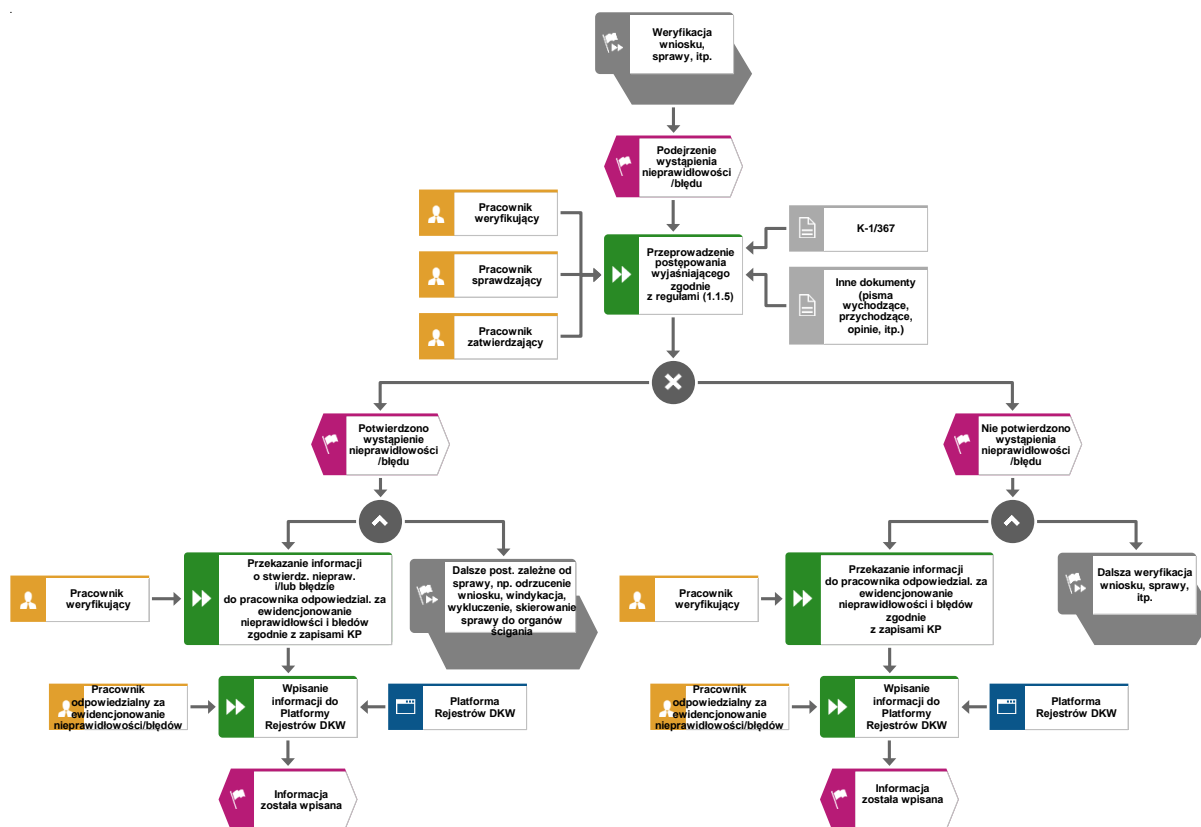 Weryfikacja
wniosku,
sprawy, itp.
Podejrzenie
wystąpienia
nieprawidłowości
/błędu
Pracownik
weryfikujący
Pracownik
sprawdzający
Pracownik
zatwierdzający
Przeprowadzenie
postępowania
wyjaśniającego
zgodnie
z regułami (1.1.5)
K-1/367
Inne dokumenty
(pisma
wychodzące,
przychodzące,
opinie, itp.)
Potwierdzono
wystąpienie
nieprawidłowości
/błędu
Nie potwierdzono
wystąpienia
nieprawidłowości
/błędu
Pracownik
weryfikujący
Przekazanie informacji
o stwierdz. niepraw.
i/lub błędzie
do pracownika odpowiedział. za
ewidencjonowanie
nieprawidłowości i błędów
zgodnie z zapisami KP
Dalsze post. zależne od
sprawy, np. odrzucenie
wniosku, windykacja,
wykluczenie, skierowanie
sprawy do organów
ścigania
Pracownik
weryfikujący
Przekazanie informacji
do pracownika odpowiedzial. za
ewidencjonowanie
nieprawidłowości i błędów
zgodnie
z zapisami KP
Dalsza weryfikacja
wniosku, sprawy,
itp.
Pracownik
odpowiedzialny za
ewidencjonowanie
nieprawidłowości/błędów
Wpisanie
informacji do
Platformy
Rejestrów DKW
Platforma
Rejestrów DKW
Pracownik
odpowiedzialny za
ewidencjonowanie
nieprawidłowości/błędów
Wpisanie
informacji do
Platformy
Rejestrów DKW
Platforma
Rejestrów DKW
Informacja
została wpisana
Informacja
została wpisana